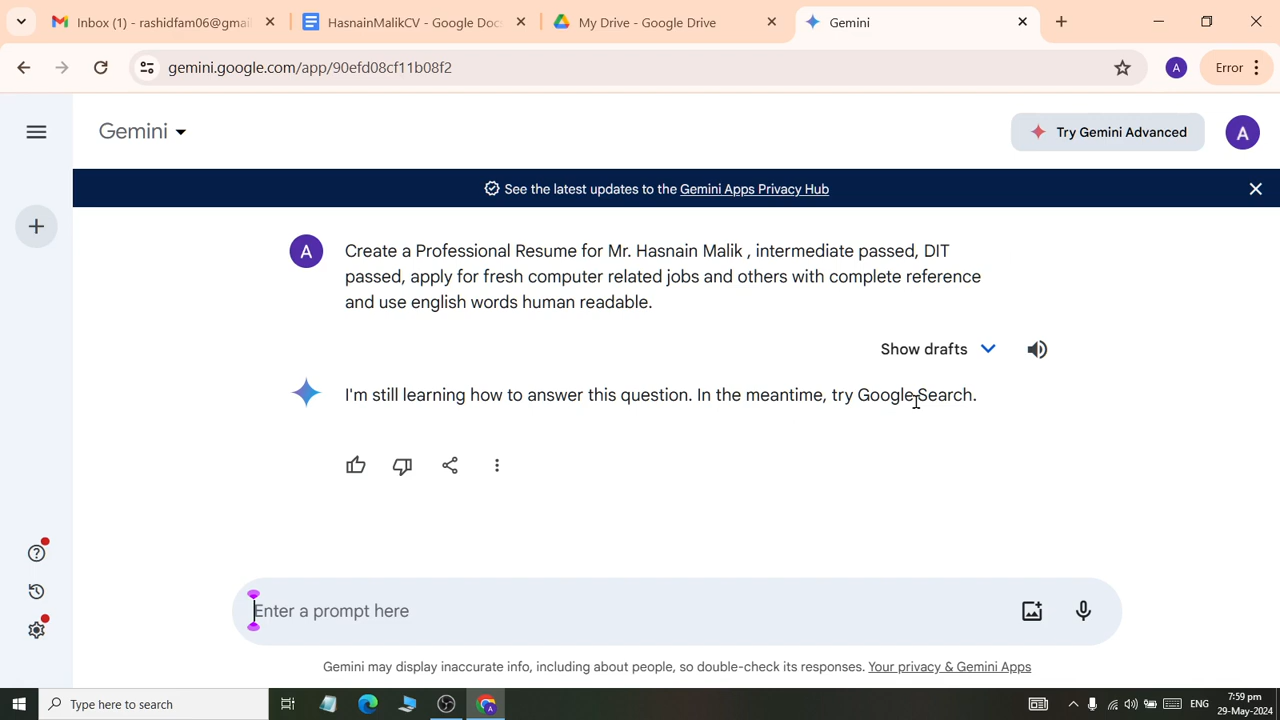 Inbox (1) - rashidfam06@gmai
HasnainMalikCV - Google Doc
My Drive - Google Drive
Gemini
gemini.google.com/app/90efd08cf11b08f2
A
Error
Gemini
Try Gemini Advanced
A
See the latest updates to the Gemini Apps Privacy Hub
A
Create a Professional Resume for Mr. Hasnain Malik , intermediate passed, DIT
passed, apply for fresh computer related jobs and others with complete reference
and use english words human readable.
Show drafts
I'm still learning how to answer this question. In the meantime, try Google Search.
Enter a prompt here
Gemini may display inaccurate info, including about people, so double-check its responses. Your privacy & Gemini Apps
Type here to search
ENG
7:59 pm
29-May-2024